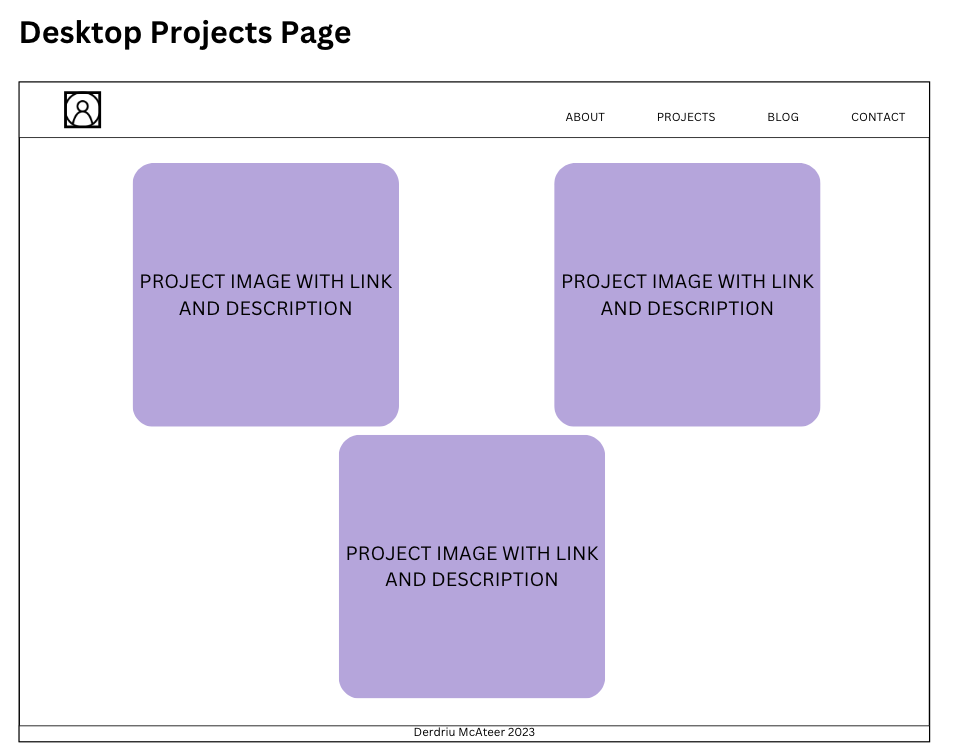 Desktop Projects Page
ABOUT PROJECTS BLOG CONTACT
PROJECT IMAGE WITH LINK
AND DESCRIPTION
PROJECT IMAGE WITH LINK
AND DESCRIPTION
PROJECT IMAGE WITH LINK
AND DESCRIPTION
Derdriu McAteer 2023